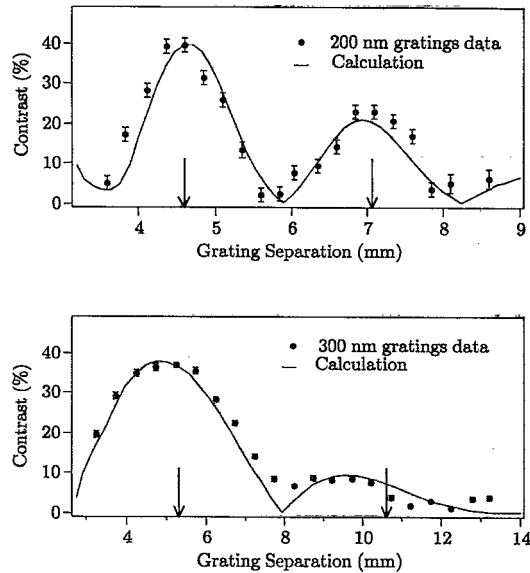 Contrast (%)
40
30
20
10
0
200 nm gratings data
Calculation
4
5
6
7
8
9
Grating Separation (mm)
Contrast (%)
40
30
20
10
0
300 nm gratings data
Calculation
4
6
8
10
12
14
Grating Separation (mm)